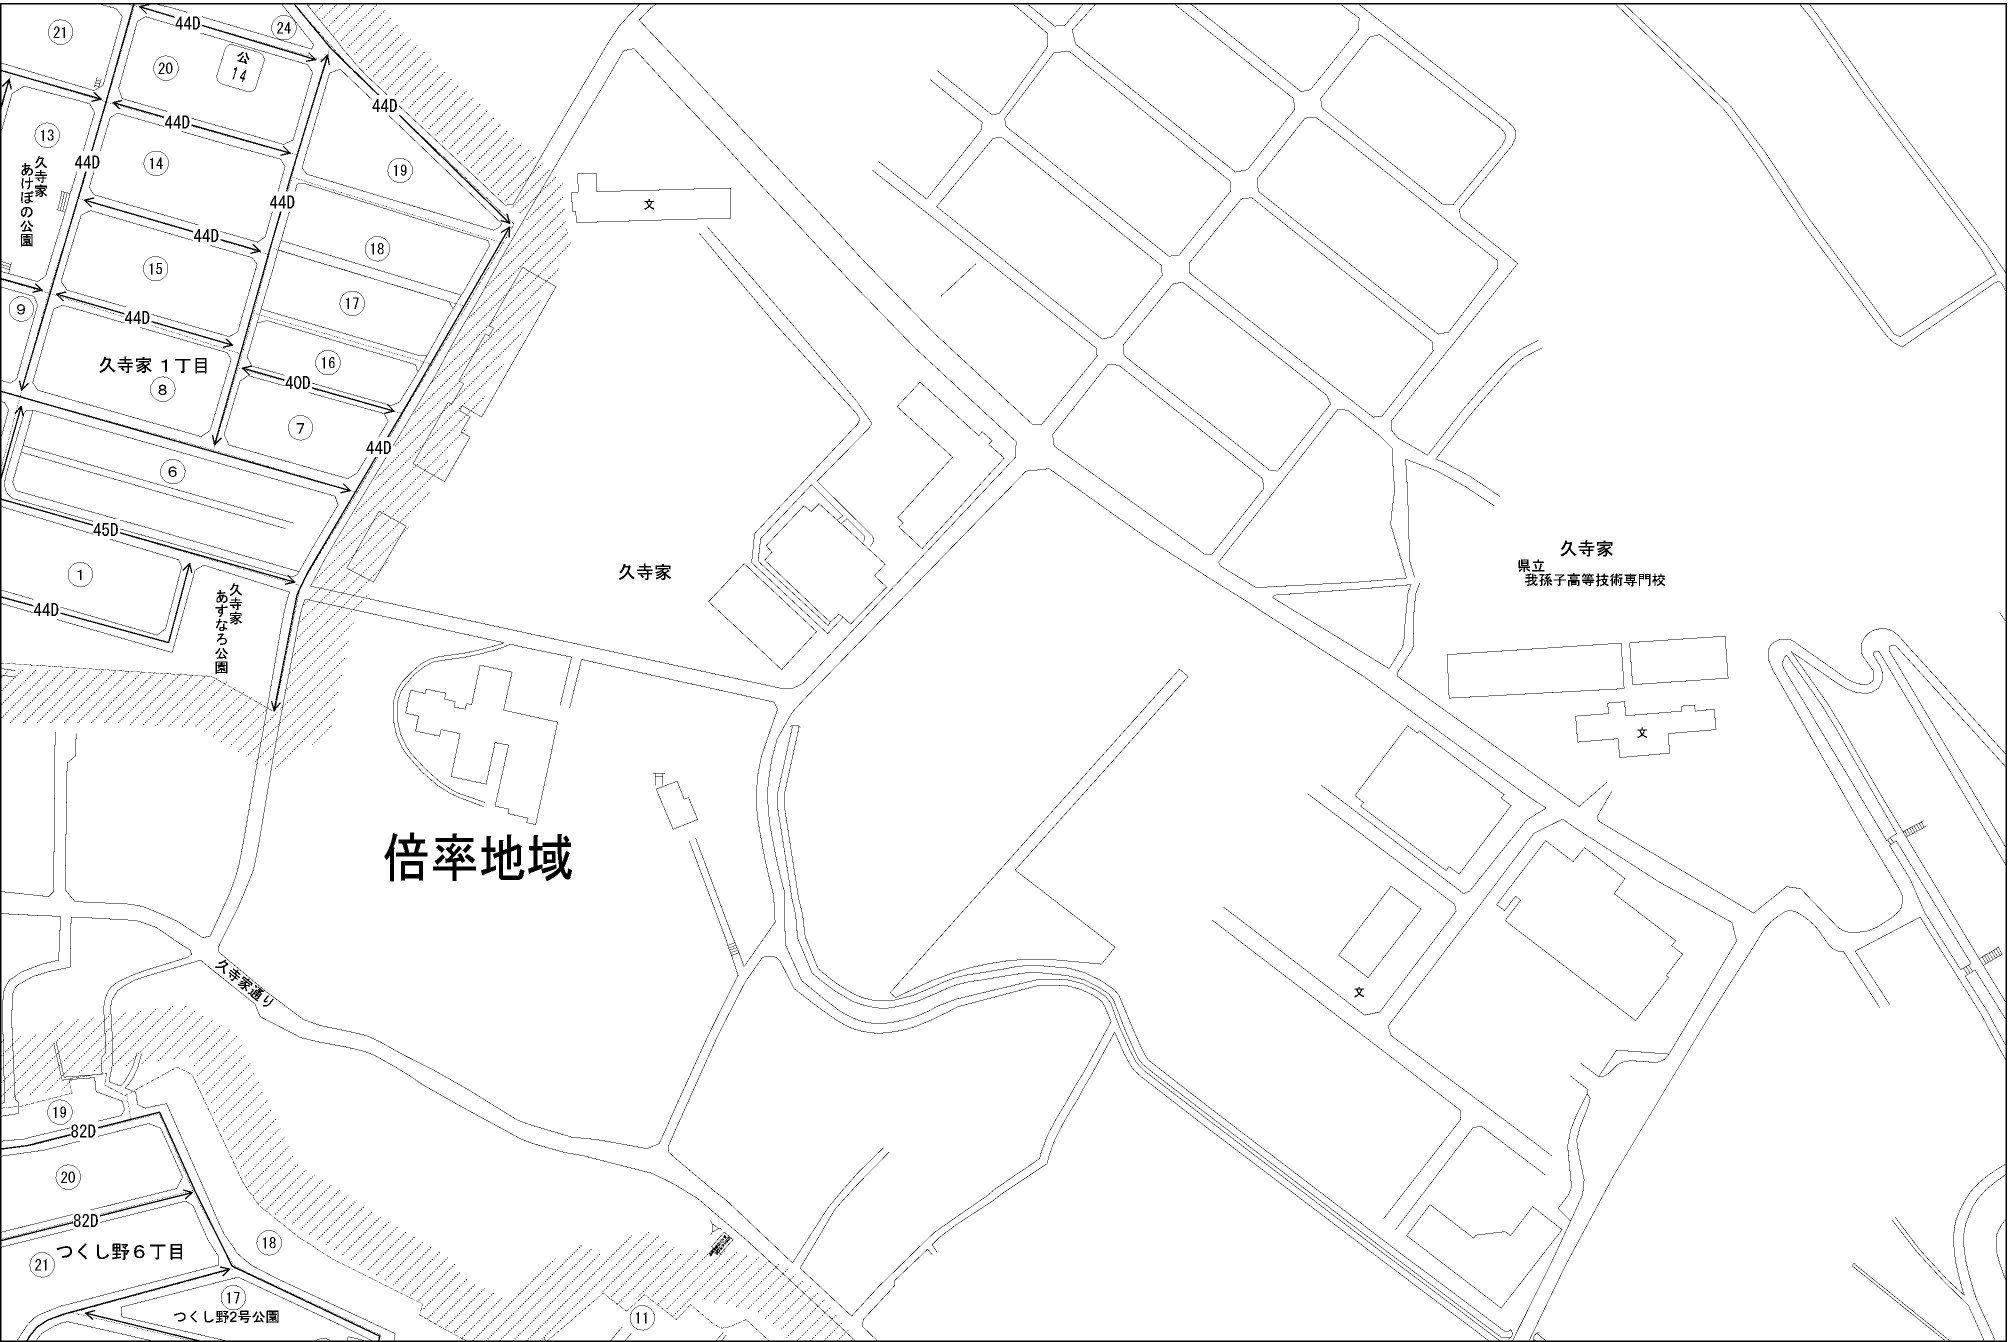 21
44D
24
20
公
14
44D
44D
13
久寺家
あけぼの公園
44D
14
44D
19
44D
文
44D
18
15
17
9
44D
久寺家 1丁目
8
16
40D
7
44D
6
45D
1
44D
久寺家
あすなろ公園
久寺家
久寺家
県立
我孫子高等技術専門校
文
倍率地域
文
久寺家通り
19
82D
20
82D
つくし野6丁目
21
18
17
つくし野2号公園
11